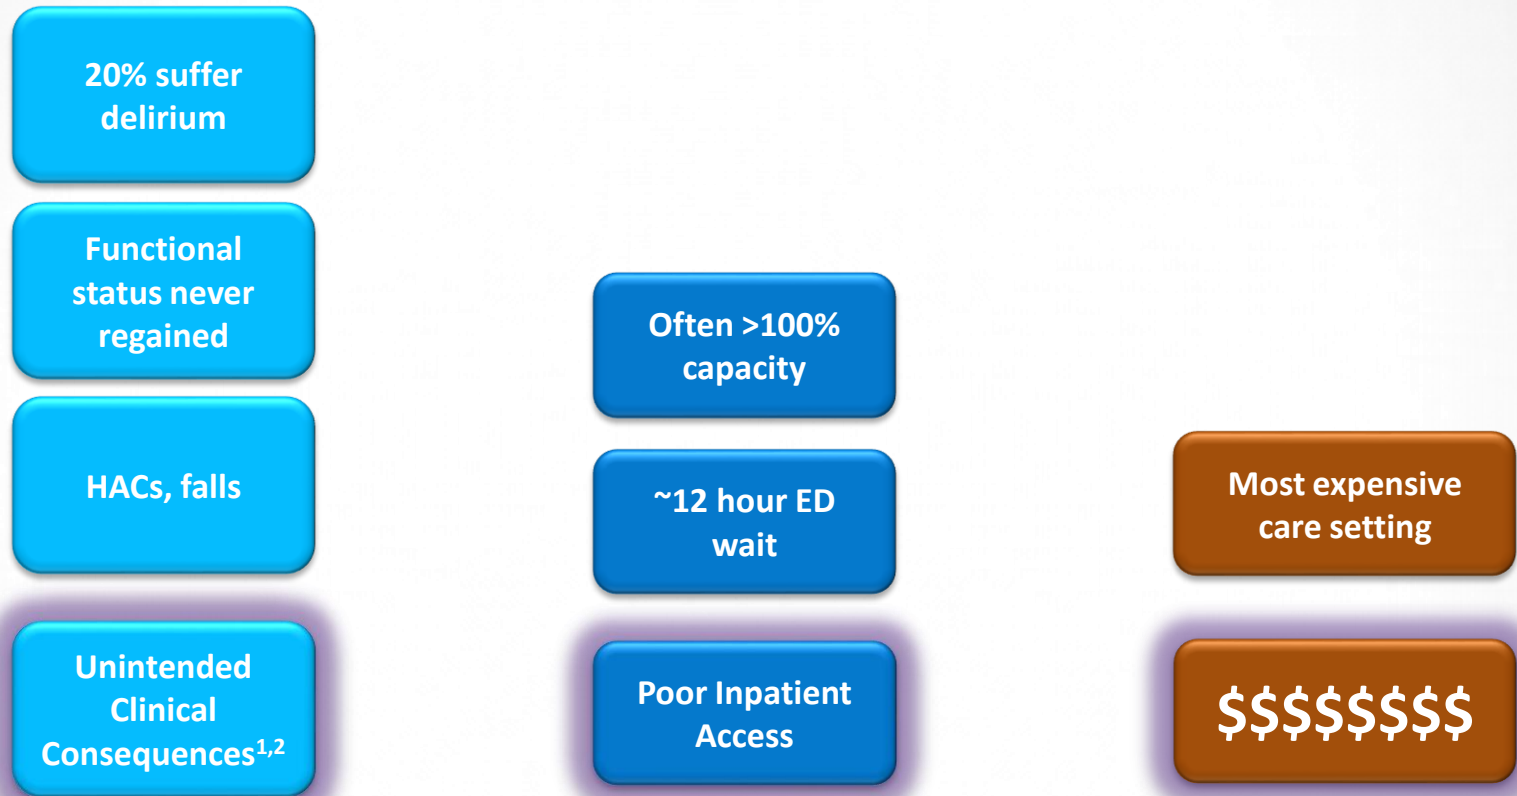 20% suffer
delirium
Functional
status never
regained
HACs, falls
Unintended
Clinical
Consequences1,2
Often >100%
capacity
~12 hour ED
wait
Poor Inpatient
Access
Most expensive
care setting
$$$$$$$$